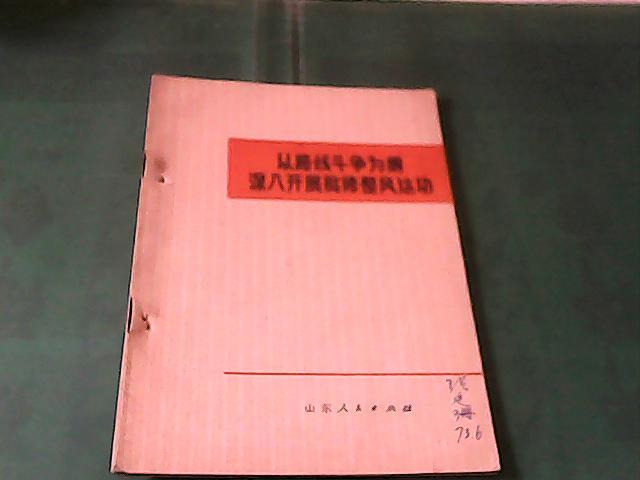 以路线斗争为纲
深入开展批修整风运动
山东人民出版社
73.6